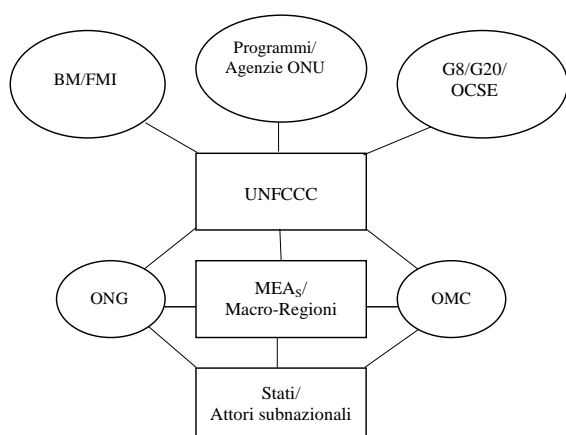 BM/FMI
Programmi/
Agenzie ONU
G8/G20/
OCSE
UNFCCC
ONG
MEAs/
Macro-Regioni
OMC
Stati/
Attori subnazionali